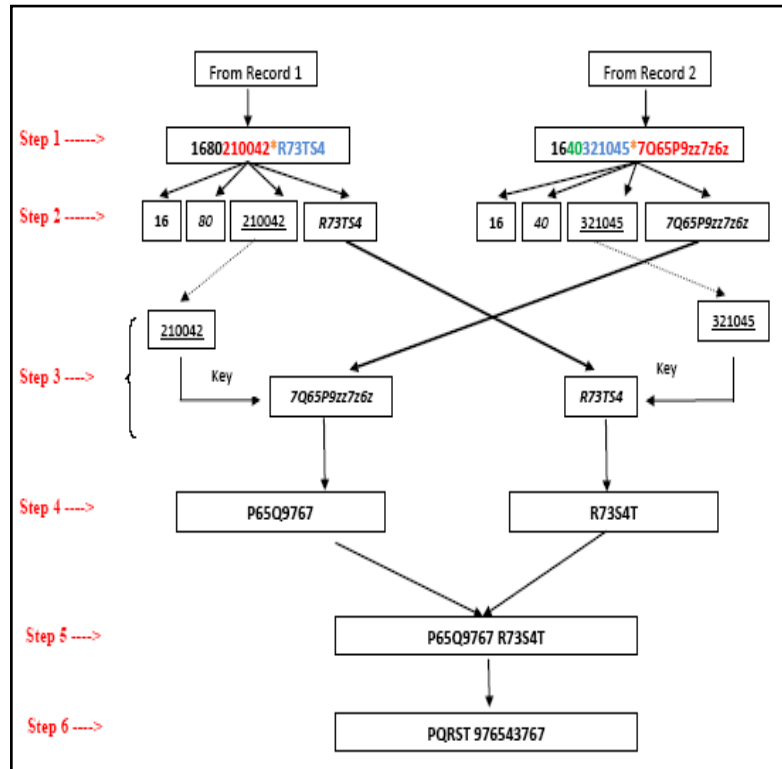 From Record 1 From Record 2
Step 1 ------> 1680210042*R73TS4 1640321045*7Q65P9zz7z6z
Step 2 ------> 16 80 210042 R73TS4 16 40 321045 7Q65P9zz7z6z
210042 321045
Step 3 ----> Key Key
7Q65P9zz7z6z R73TS4
Step 4 ----> P65Q9767 R73S4T
Step 5 ----> P65Q9767 R73S4T
Step 6 ----> PQRST 976543767